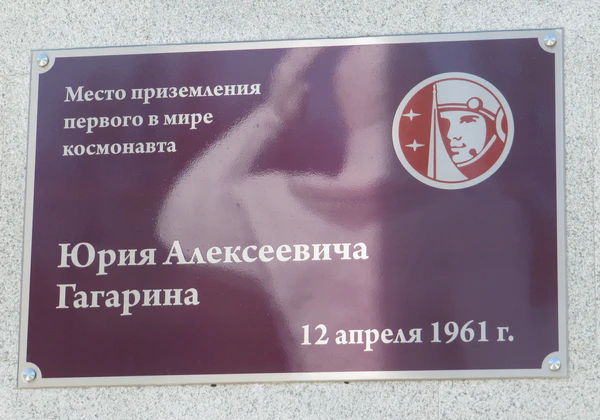 Место приземления
первого в мире
космонавта
Юрия Алексеевича
Гагарина
12 апреля 1961 г.